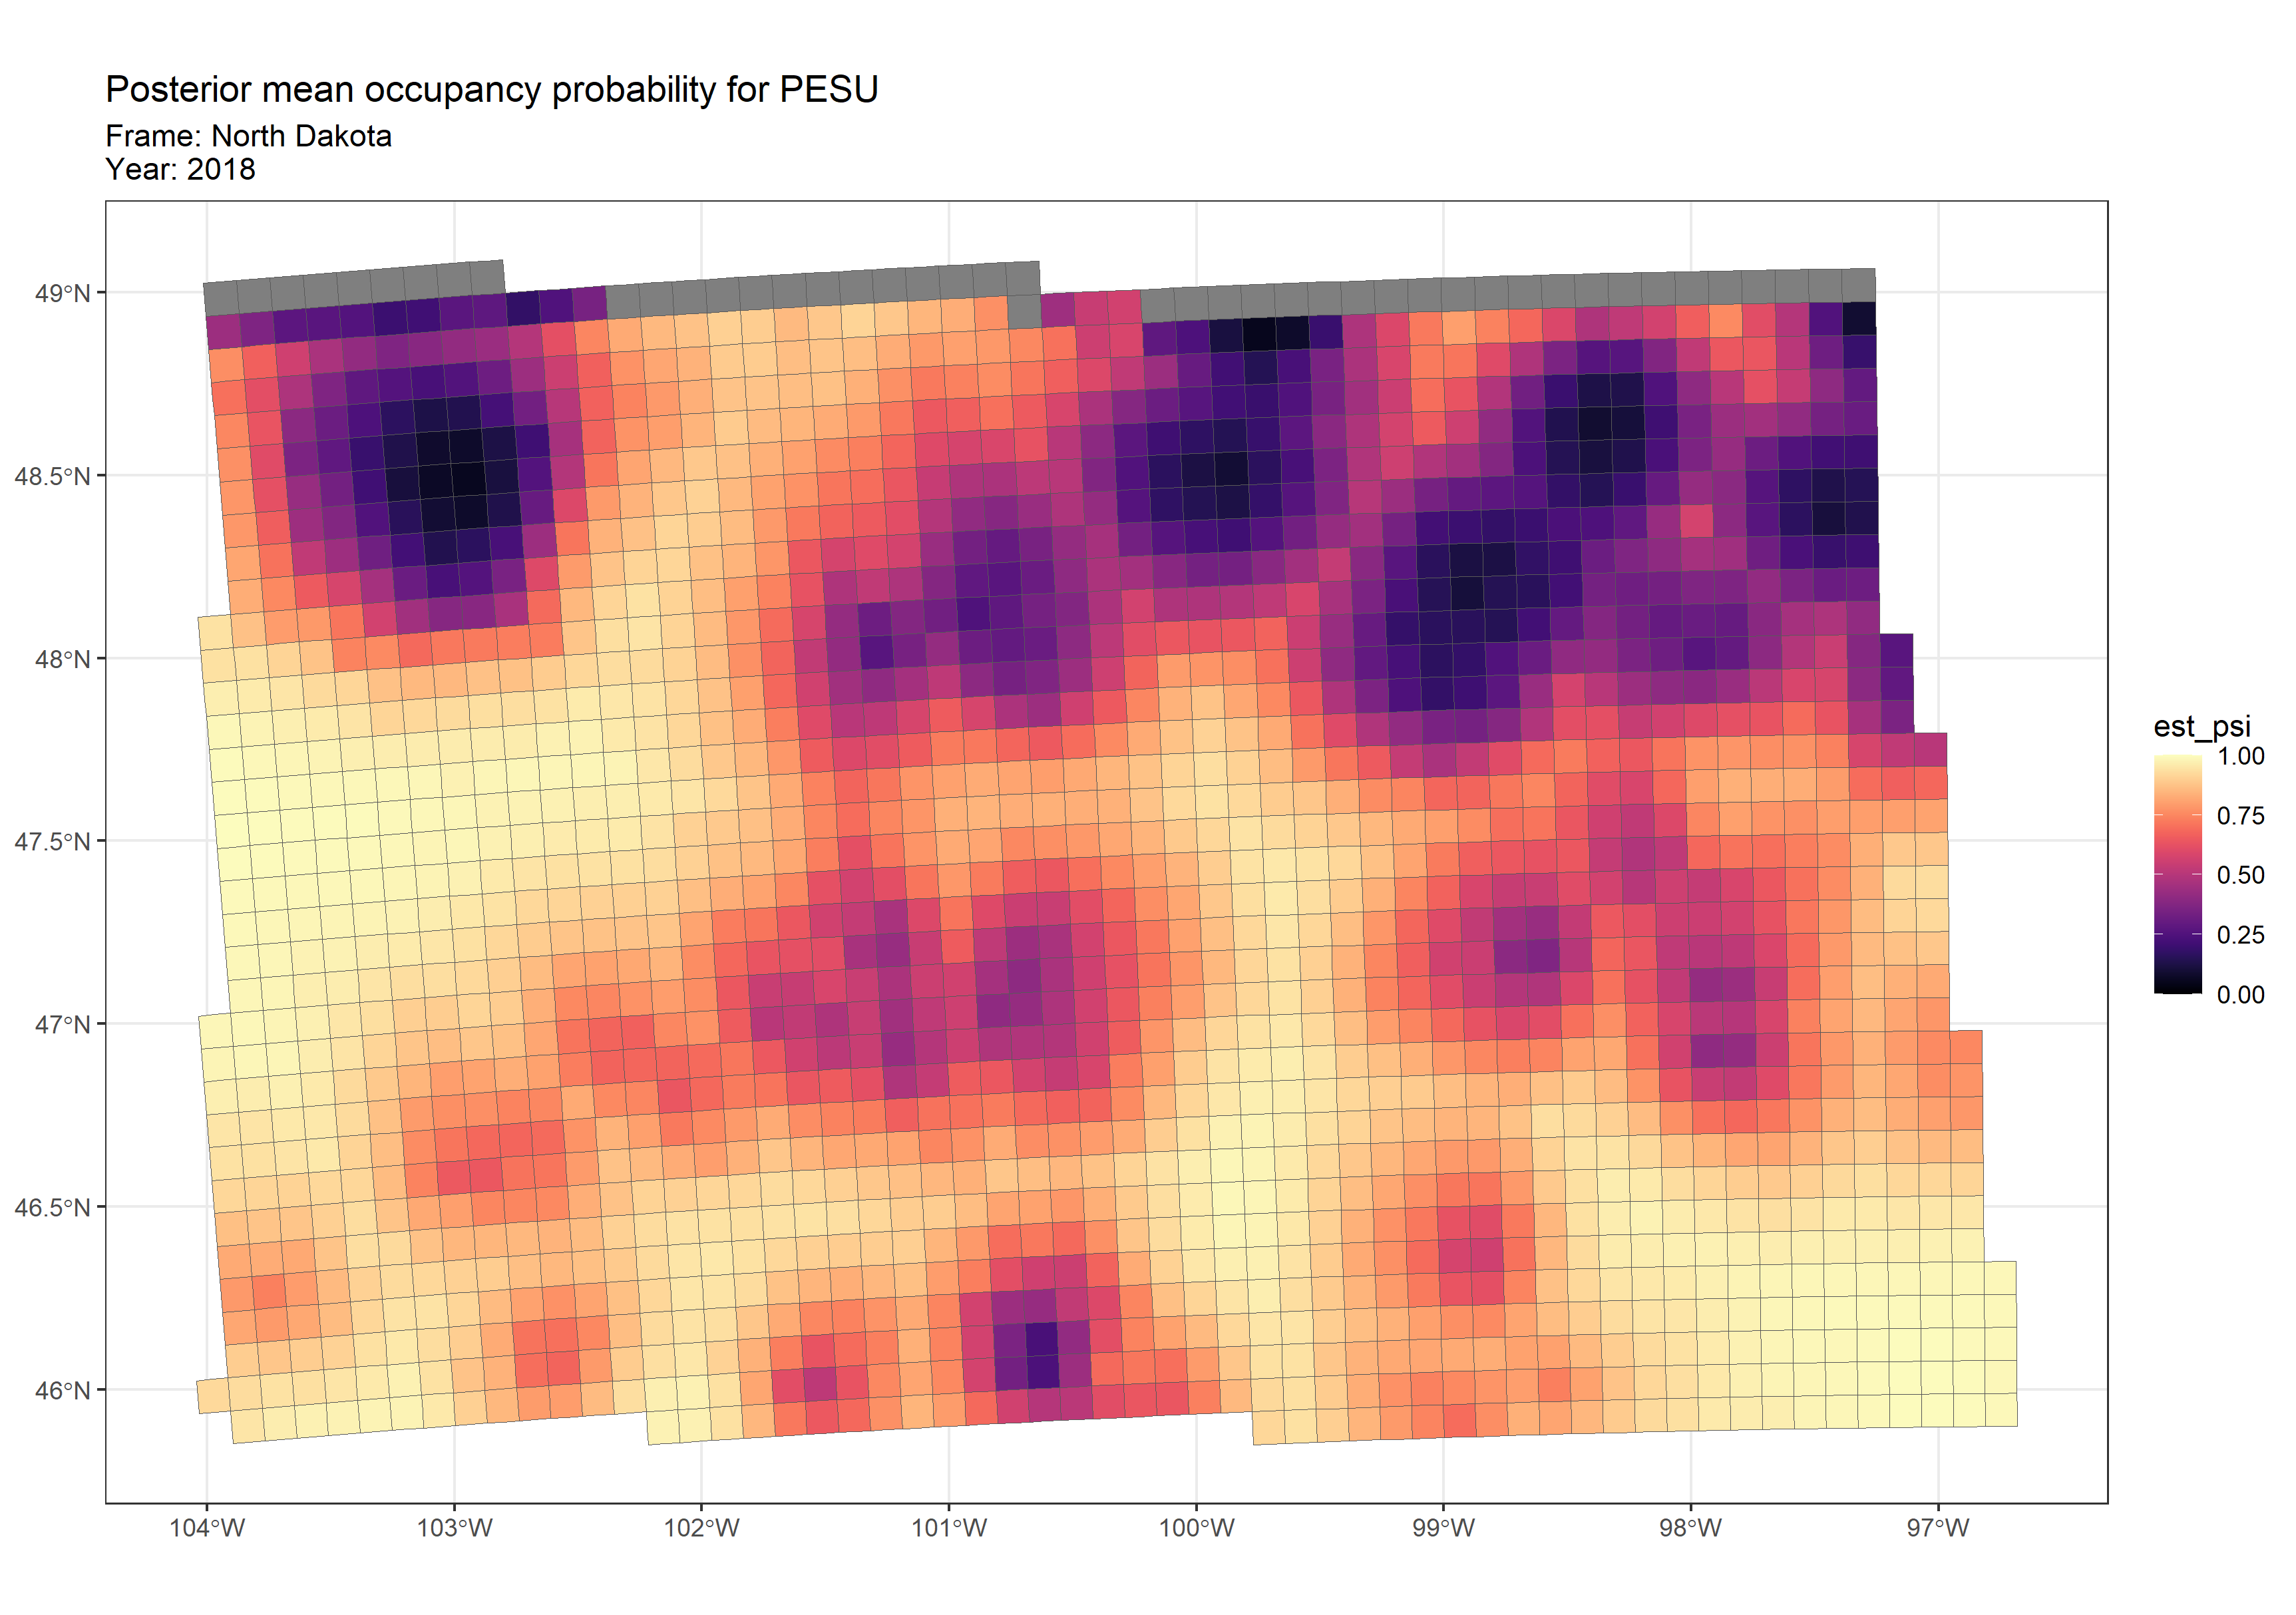 Posterior mean occupancy probability for PESU
Frame: North Dakota
Year: 2018
49°N
48.5°N
48°N
47.5°N
47°N
46.5°N
46°N
104°W
103°W
102°W
101°W
100°W
99°W
98°W
97°W
est_psi
1.00
0.75
0.50
0.25
0.00